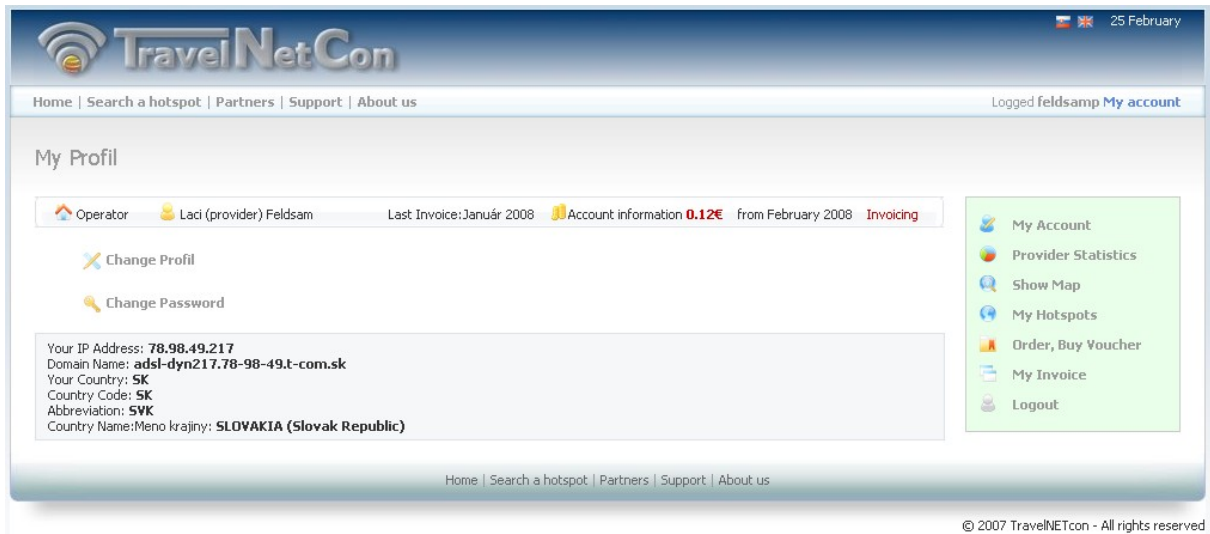 25 February
TravelNetCon
Home | Search a hotspot | Partners | Support | About us
Logged feldsamp My account
My Profil
Operator Laci (provider) Feldsam Last Invoice:Január 2008 Account information 0.12€ from February 2008 Invoicing
Change Profil
Change Password
Your IP Address: 78.98.49.217
Domain Name: adsl-dyn217.78-98-49.t-com.sk
Your Country: SK
Country Code: SK
Abbreviation: SVK
Country Name:Meno krajiny: SLOVAKIA (Slovak Republic)
My Account
Provider Statistics
Show Map
My Hotspots
Order, Buy Voucher
My Invoice
Logout
Home | Search a hotspot | Partners | Support | About us
© 2007 TravelNETcon - All rights reserved